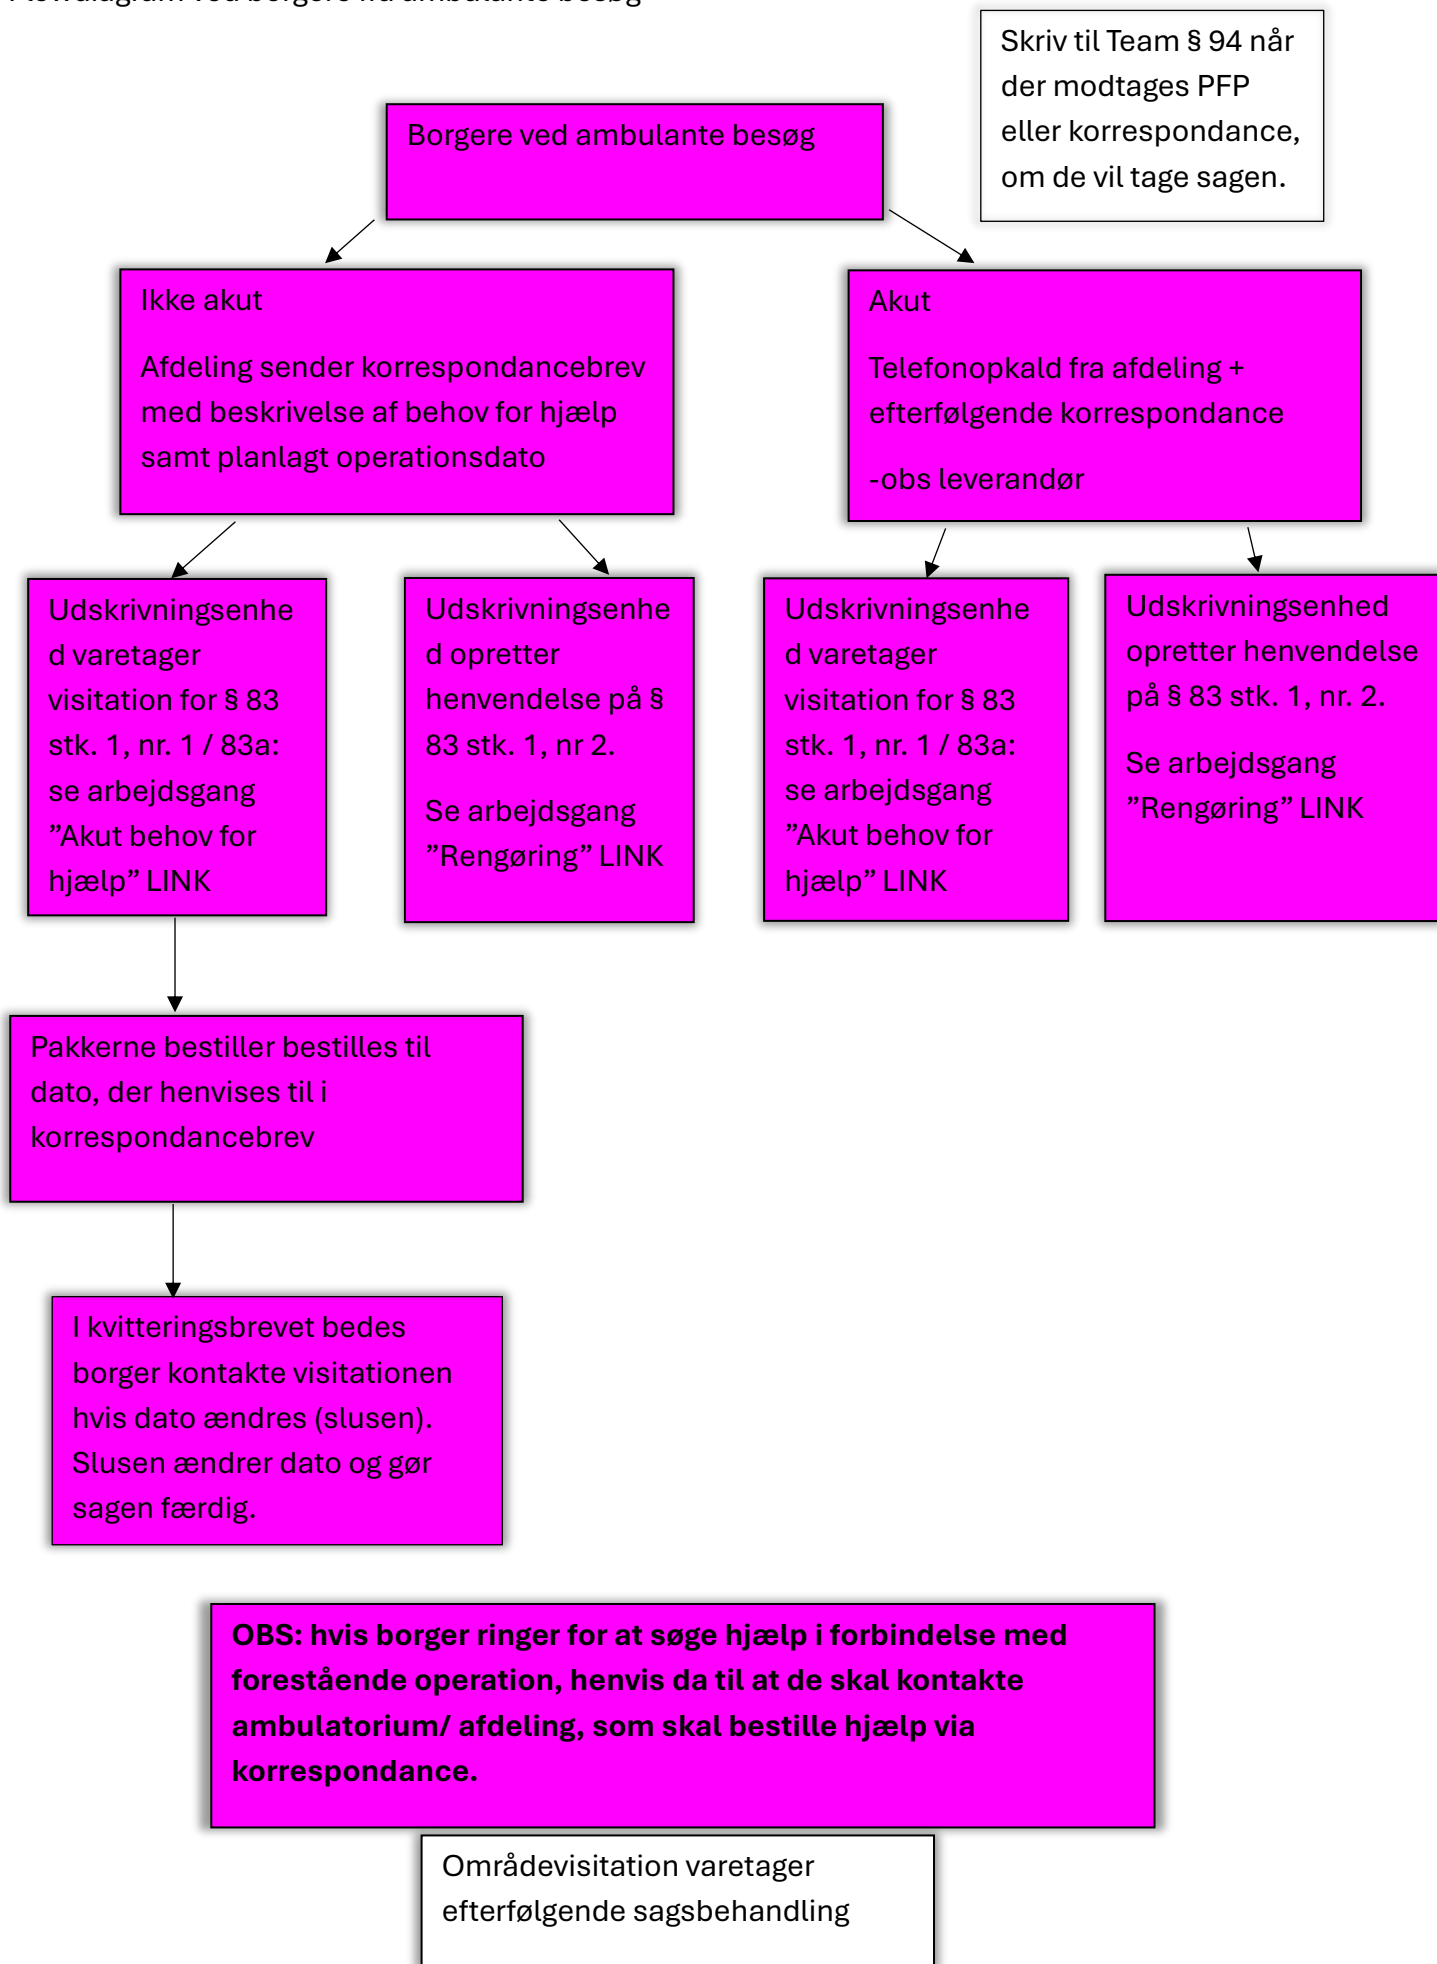 Flowdiagram ved borgere fra ambulante besøg
Skriv til Team § 94 når
der modtages PFP
eller korrespondance,
om de vil tage sagen.
Borgere ved ambulante besøg
Ikke akut
Afdeling sender korrespondancebrev
med beskrivelse af behov for hjælp
samt planlagt operationsdato
Akut
Telefonopkald fra afdeling +
efterfølgende korrespondance
-obs leverandør
Udskrivningsenhe
d varetager
visitation for § 83
stk. 1, nr. 1 / 83a:
se arbejdsgang
”Akut behov for
hjælp” LINK
Udskrivningsenhe
d opretter
henvendelse på §
83 stk. 1, nr 2.
Se arbejdsgang
”Rengøring” LINK
Udskrivningsenhe
d varetager
visitation for § 83
stk. 1, nr. 1 / 83a:
se arbejdsgang
”Akut behov for
hjælp” LINK
Udskrivningsenhed
opretter henvendelse
på § 83 stk. 1, nr. 2.
Se arbejdsgang
”Rengøring” LINK
Pakkerne bestiller bestilles til
dato, der henvises til i
korrespondancebrev
I kvitteringsbrevet bedes
borger kontakte visitationen
hvis dato ændres (slusen).
Slusen ændrer dato og gør
sagen færdig.
OBS: hvis borger ringer for at søge hjælp i forbindelse med
forestående operation, henvis da til at de skal kontakte
ambulatorium/ afdeling, som skal bestille hjælp via
korrespondance.
Områdevisitation varetager
efterfølgende sagsbehandling